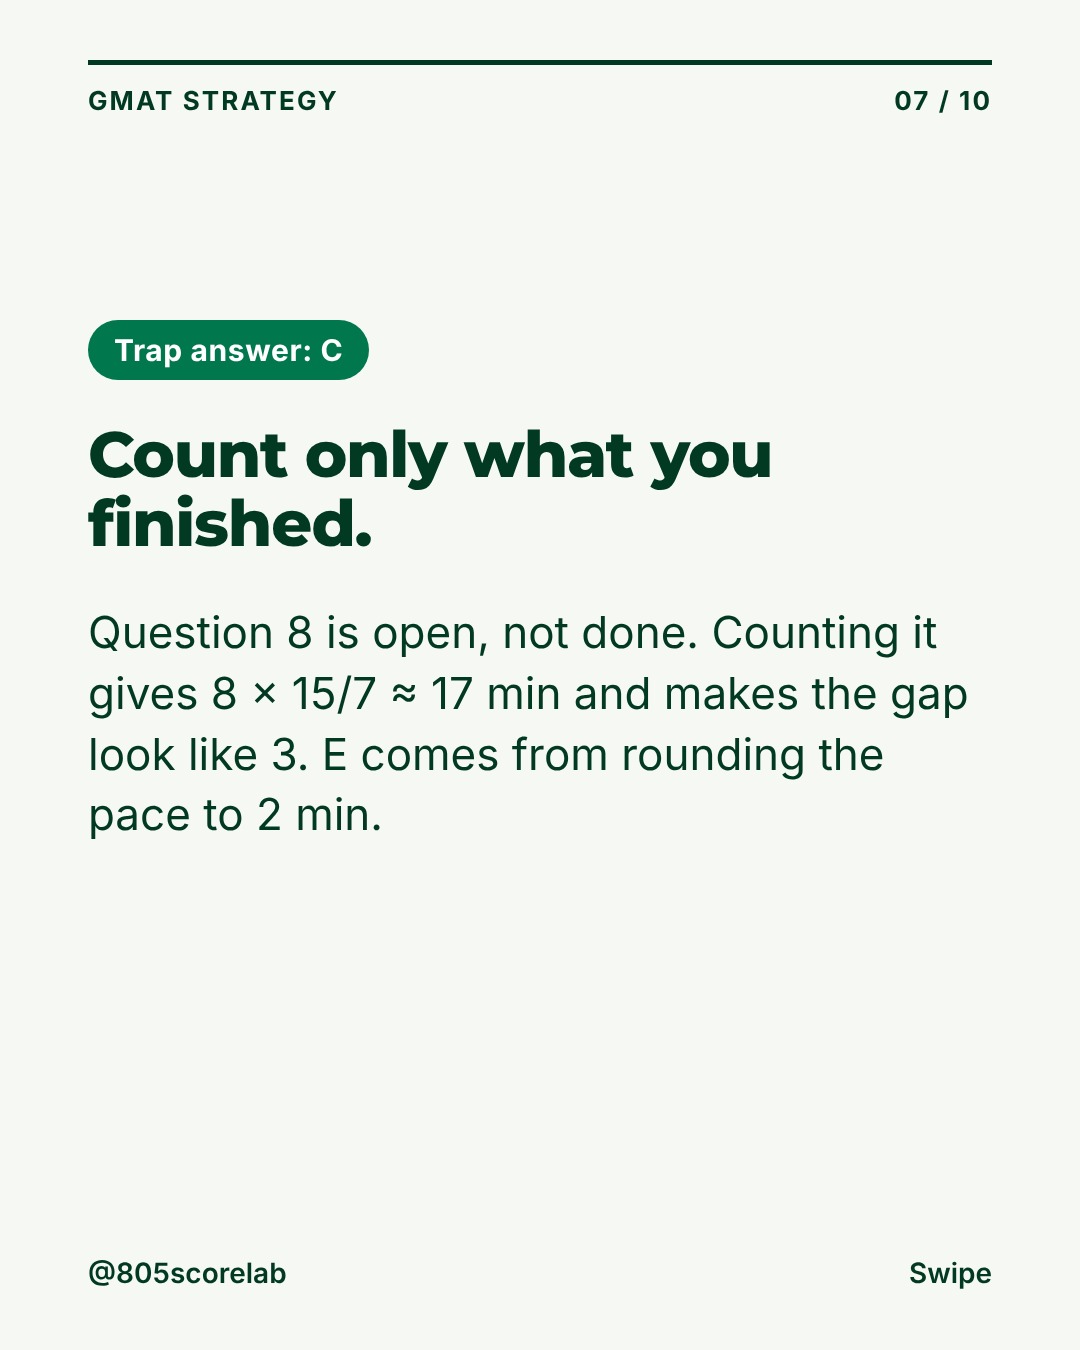 GMAT STRATEGY
07 / 10
Trap answer: C
Count only what you
finished.
Question 8 is open, not done. Counting it
gives 8 × 15/7 ≈ 17 min and makes the gap
look like 3. E comes from rounding the
pace to 2 min.
@805scorelab
Swipe